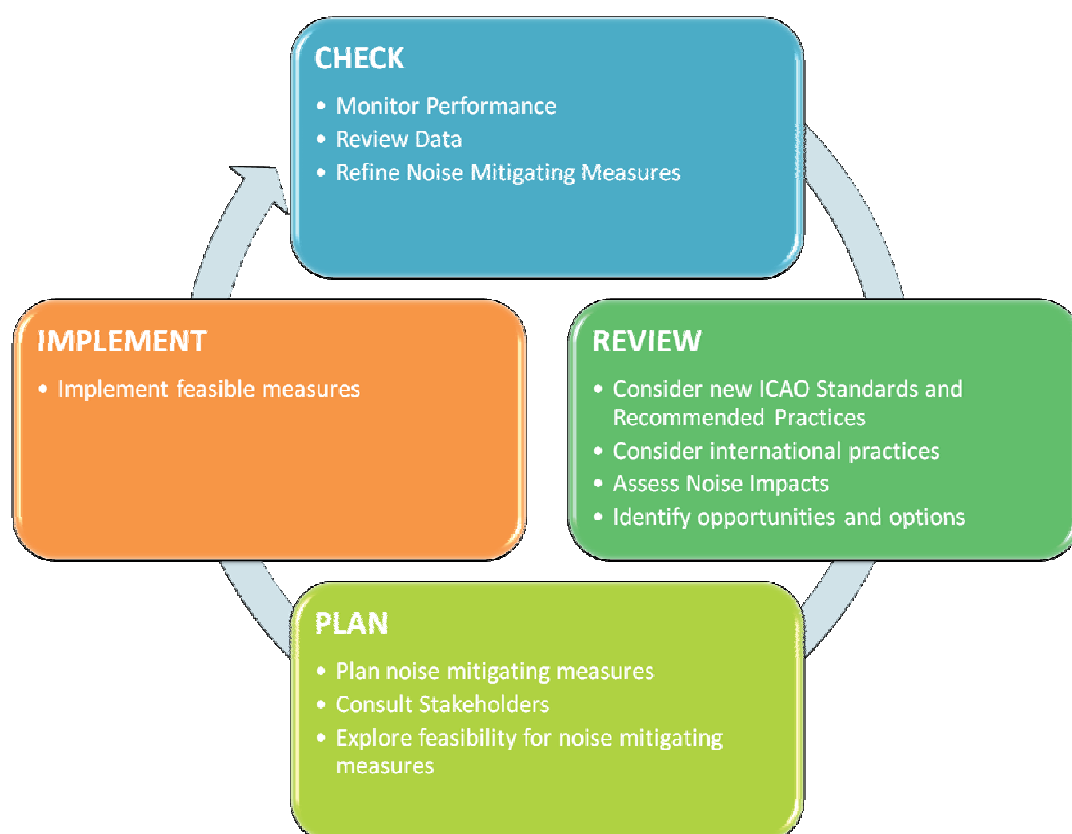 CHECK
• Monitor Performance
• Review Data
• Refine Noise Mitigating Measures
IMPLEMENT
• Implement feasible measures
REVIEW
• Consider new ICAO Standards and
Recommended Practices
• Consider international practices
• Assess Noise Impacts
• Identify opportunities and options
PLAN
• Plan noise mitigating measures
• Consult Stakeholders
• Explore feasibility for noise mitigating
measures